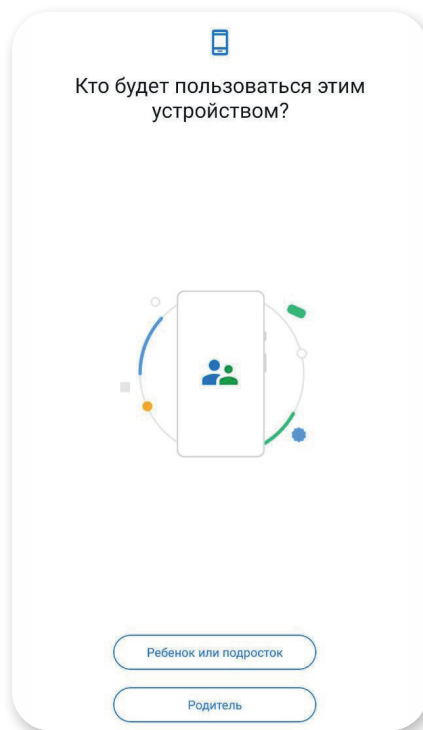 Кто будет пользоваться этим
устройством?
Ребенок или подросток
Родитель